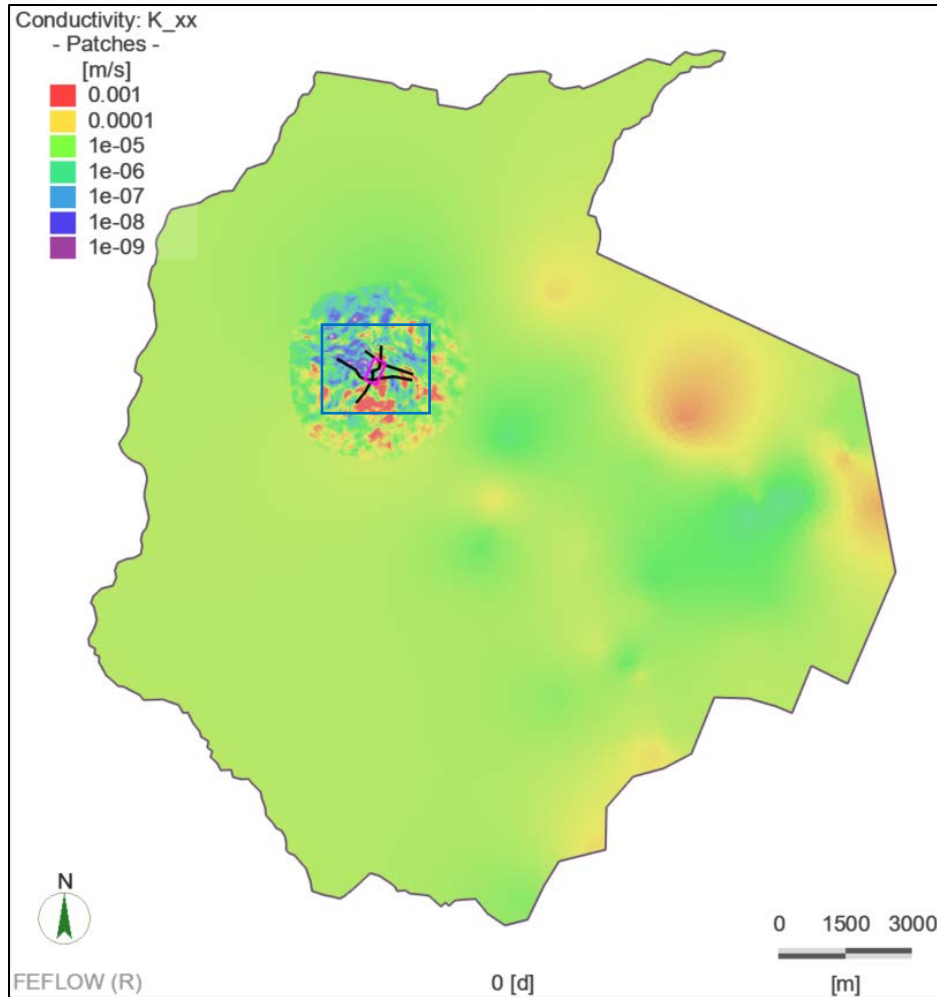 Conductivity: K_xx
- Patches -
[m/s]
0.001
0.0001
1e-05
1e-06
1e-07
1e-08
1e-09
N
0 1500 3000
FEFLOW (R) 0 [d] [m]